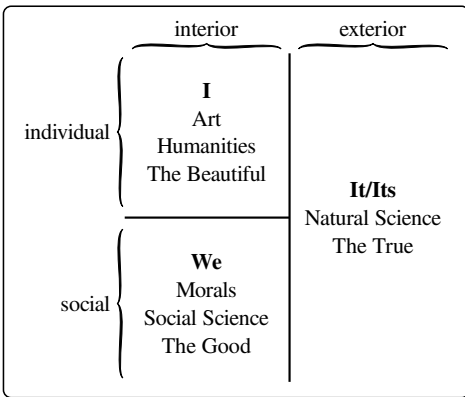 interior
exterior
individual
I
Art
Humanities
The Beautiful
It/Its
Natural Science
The True
social
We
Morals
Social Science
The Good